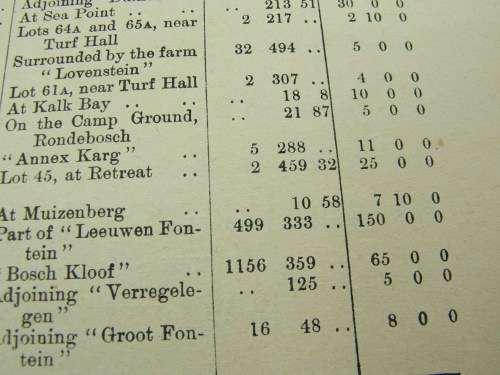 Adjoining
213 51 30 0 0
At Sea Point .. .. 2 217 .. 2 10 0
Lots 64A and 65A, near
Turf Hall 32 494 .. 5 0 0
Surrounded by the farm
"Lovenstein" 2 307 .. 4 0 0
Lot 61A, near Turf Hall .. 18 8 10 0 0
At Kalk Bay .. .. .. 21 87 5 0 0
On the Camp Ground,
Rondebosch 5 288 .. 11 0 0
"Annex Karg" .. 2 459 32 25 0 0
Lot 45, at Retreat ..
At Muizenberg .. .. 10 58 7 10 0
Part of "Leeuwen Fon- 499 333 .. 150 0 0
tein"
"Bosch Kloof" .. 1156 359 .. 65 0 0
Adjoining "Verregele- .. 125 .. 5 0 0
gen"
Adjoining "Groot Fon- 16 48 .. 8 0 0
tein"